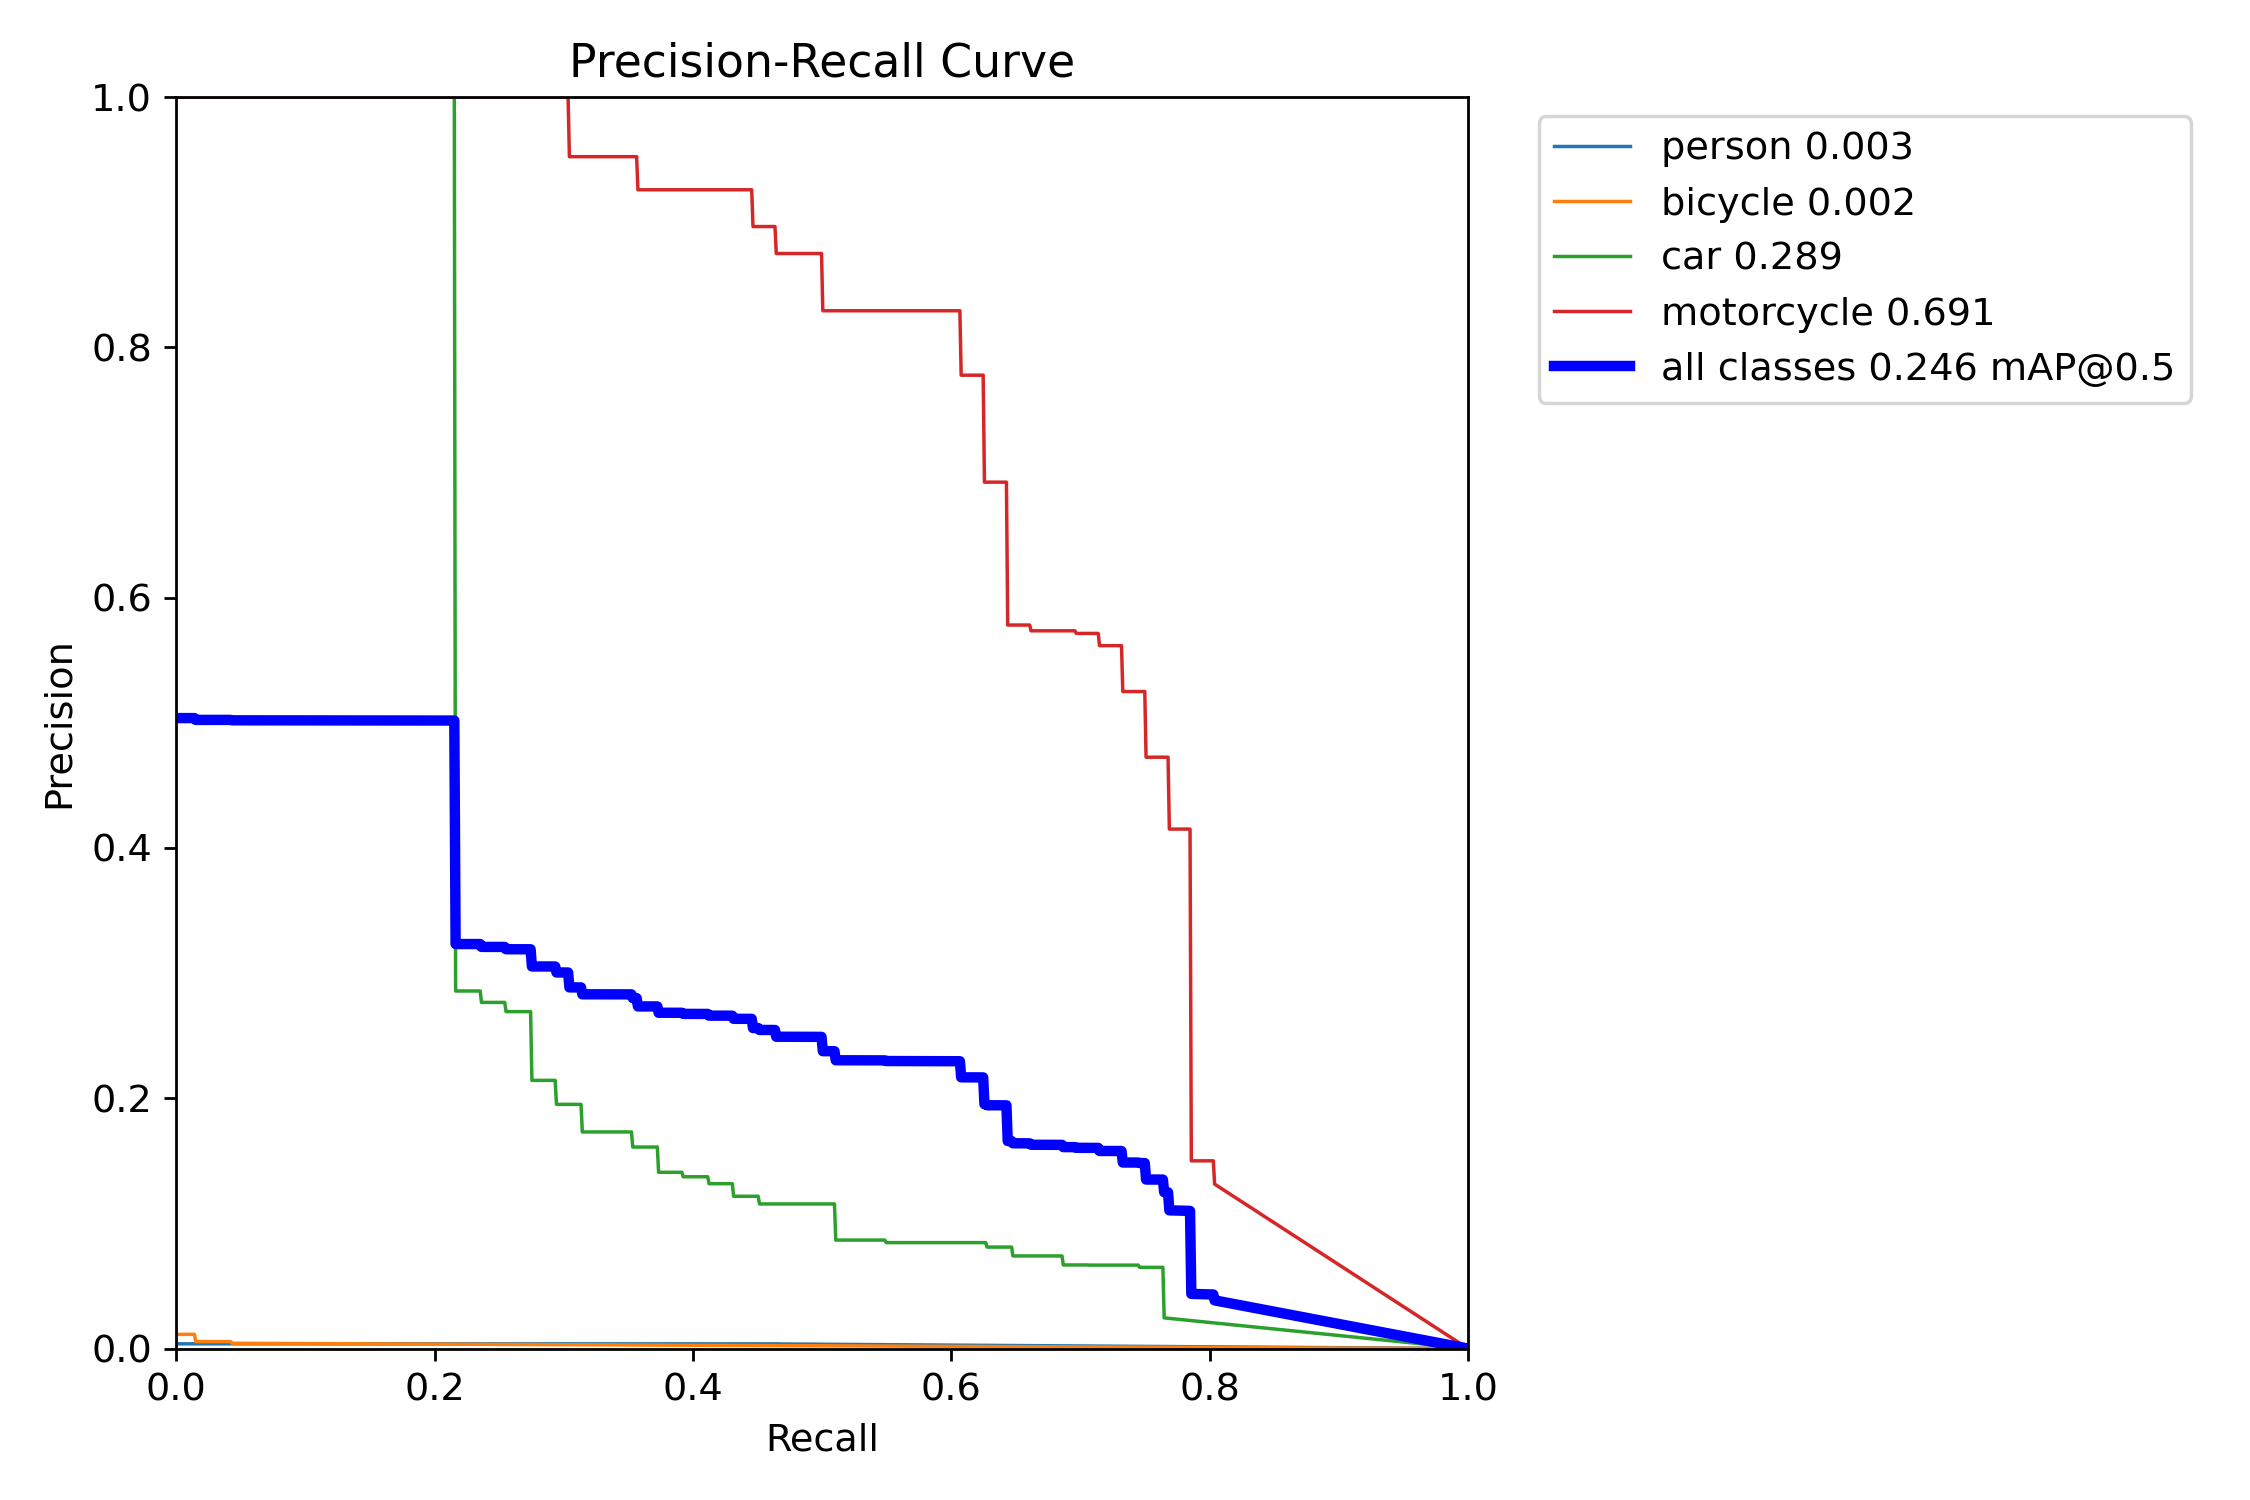 Precision-Recall Curve
1.0
0.8
0.6
0.4
0.2
0.0
Precision
0.0 0.2 0.4 0.6 0.8 1.0
Recall
person 0.003
bicycle 0.002
car 0.289
motorcycle 0.691
all classes 0.246 mAP@0.5